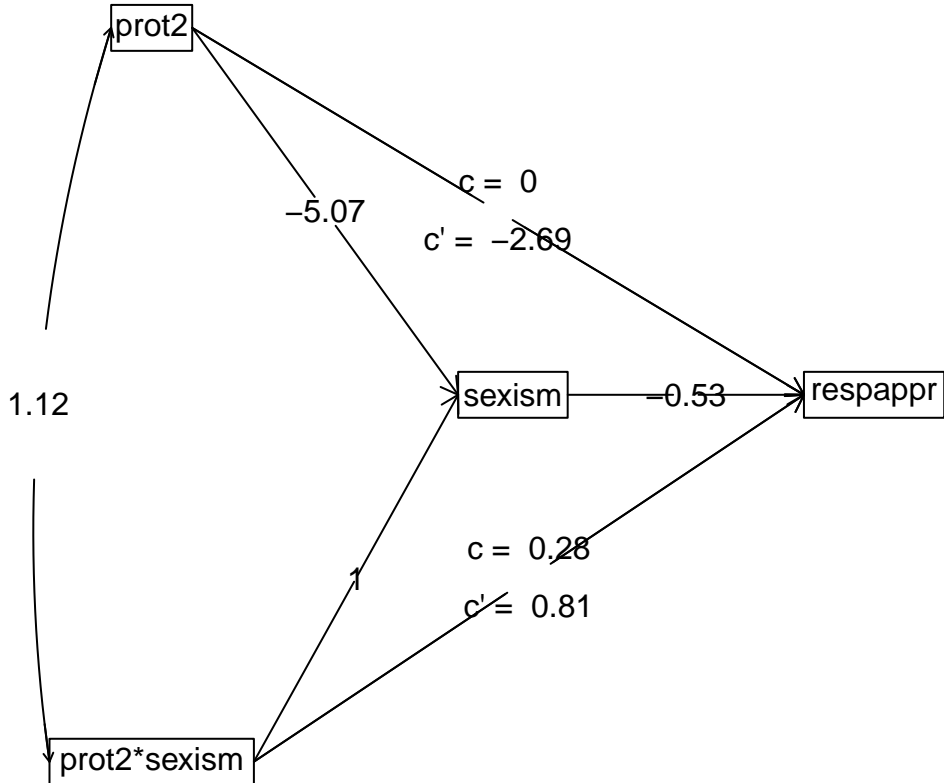 prot2
c = 0
−5.07
c' = −2.69
1.12
sexism
−0.53
respappr
c = 0.28
1
c' = 0.81
prot2*sexism